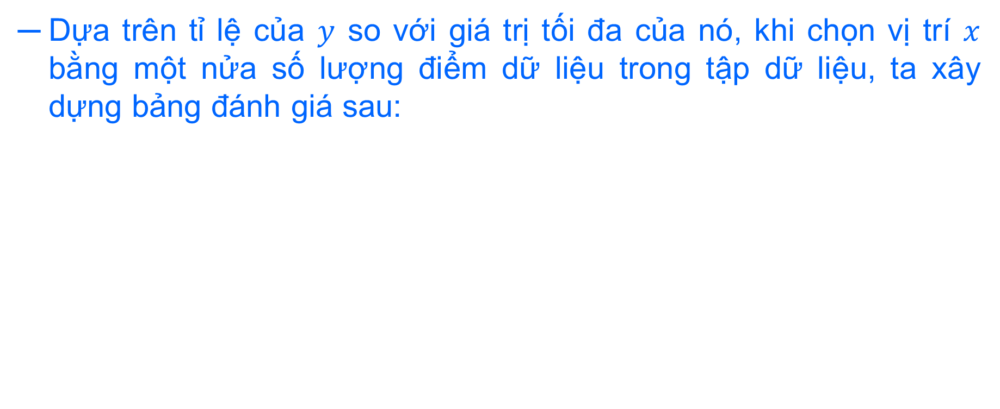 — Dựa trên tỉ lệ của y so với giá trị tối đa của nó, khi chọn vị trí x
bằng một nửa số lượng điểm dữ liệu trong tập dữ liệu, ta xây
dựng bảng đánh giá sau: